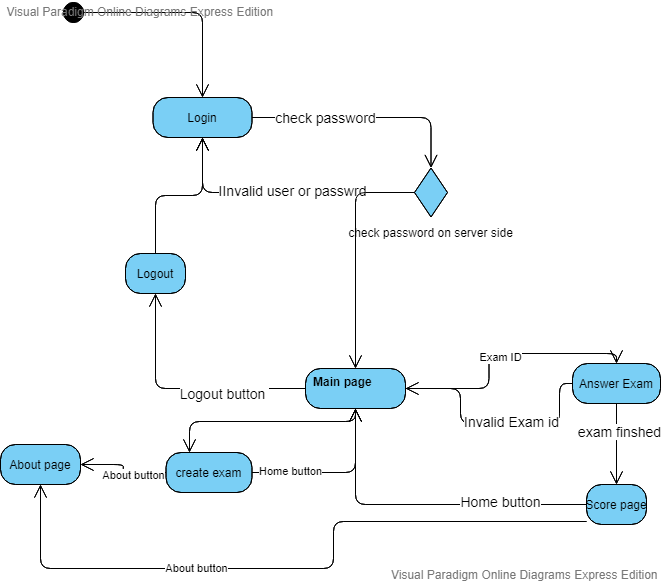 Visual Paradigm Online Diagrams Express Edition
Login
check password
IInvalid user or passwrd
check password on server side
Logout
Exam ID
Main page
Answer Exam
Logout button
Invalid Exam id
exam finshed
About page
create exam
Home button
About button
Home button
Score page
About button
Visual Paradigm Online Diagrams Express Edition